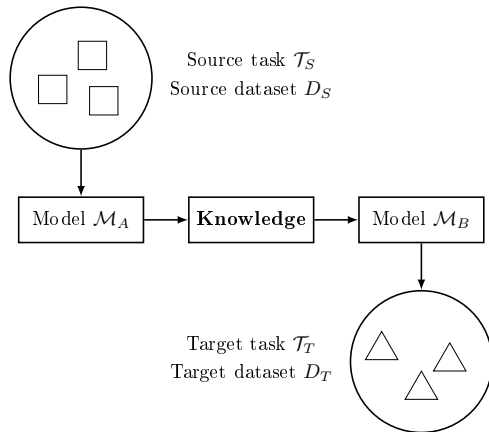 Source task 𝒯_S
Source dataset D_S
Model ℳ_A
Knowledge
Model ℳ_B
Target task 𝒯_T
Target dataset D_T